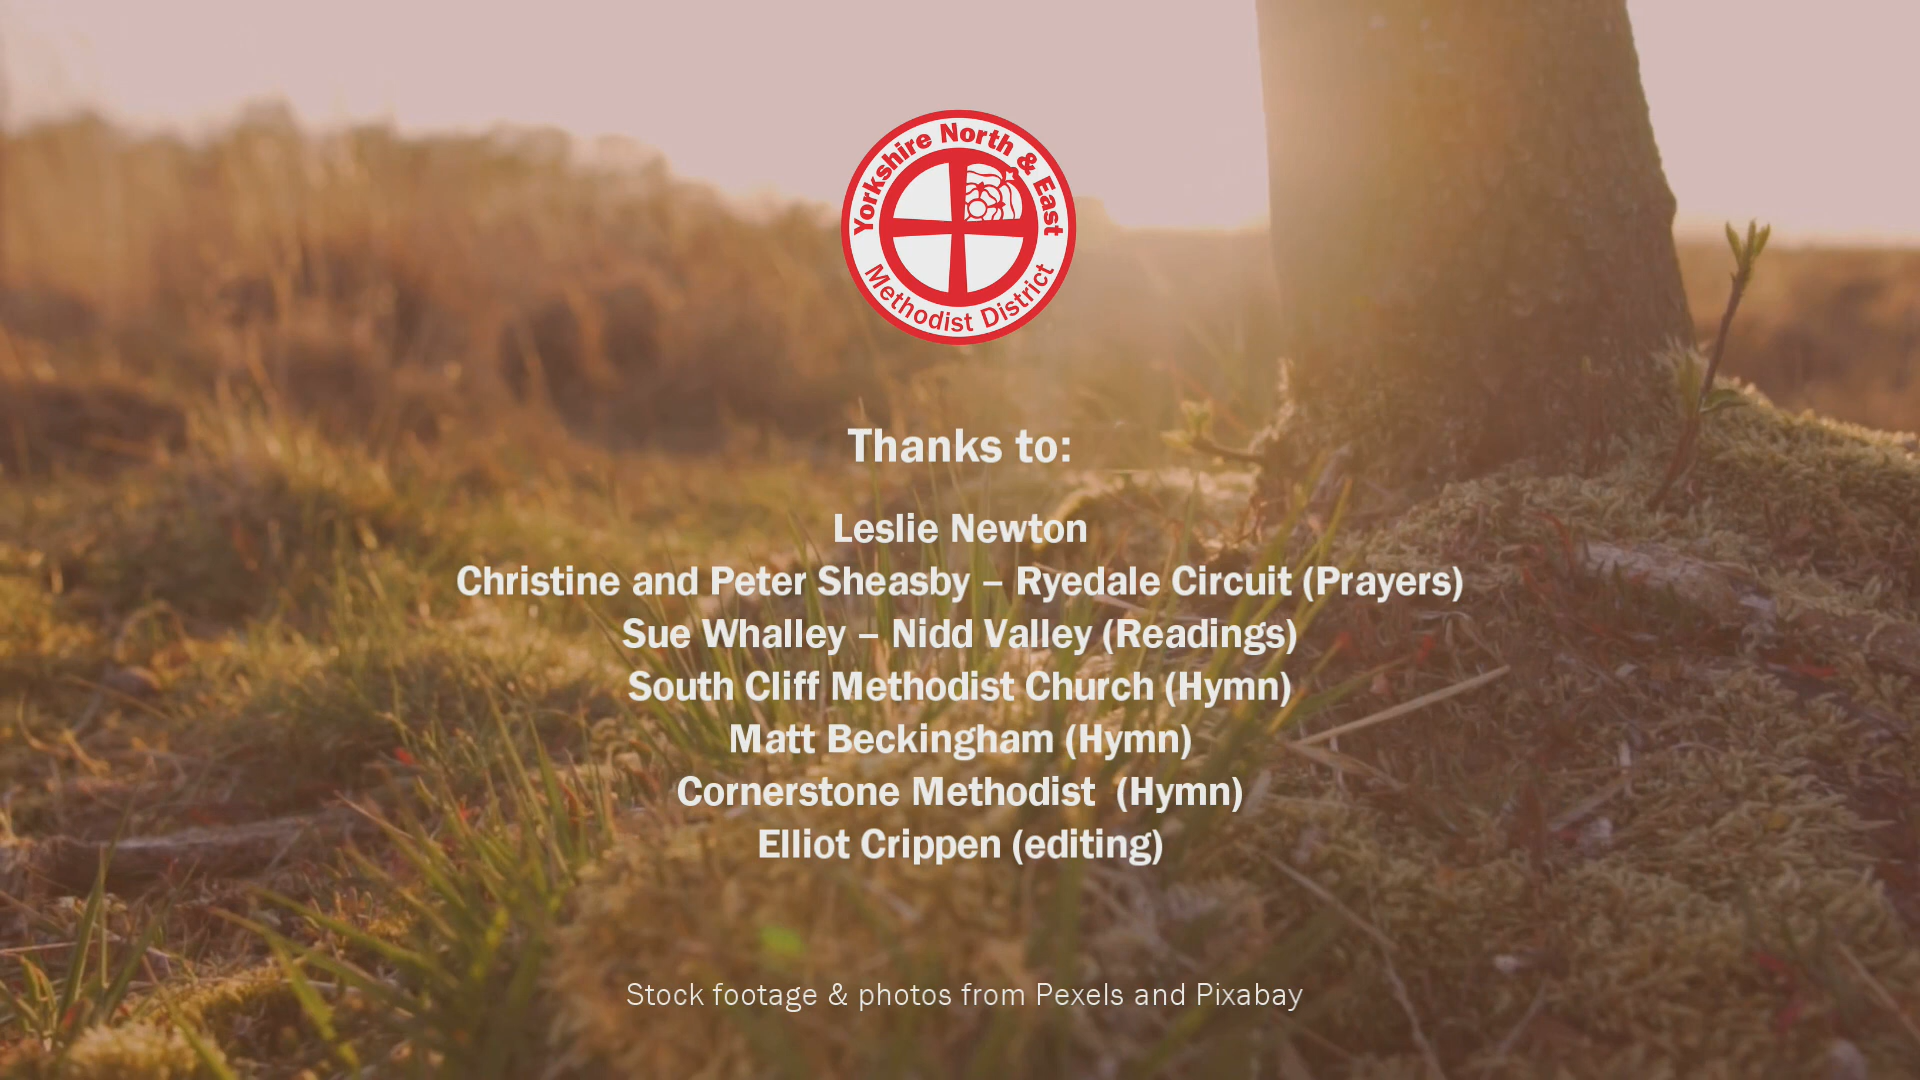 Yorkshire North & East
Methodist District
Thanks to:
Leslie Newton
Christine and Peter Sheasby – Ryedale Circuit (Prayers)
Sue Whalley – Nidd Valley (Readings)
South Cliff Methodist Church (Hymn)
Matt Beckingham (Hymn)
Cornerstone Methodist  (Hymn)
Elliot Crippen (editing)
Stock footage & photos from Pexels and Pixabay